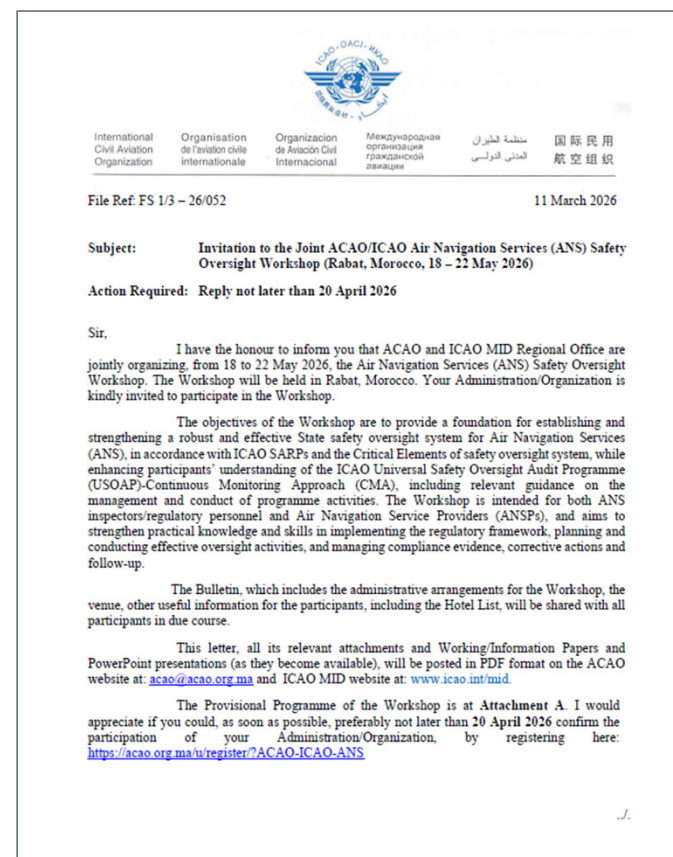 ICAO · OACI · ИКАО
International Civil Aviation Organization
Organisation de l'aviation civile internationale
Organizacion de Aviación Civil Internacional
Международная организация гражданской авиации
منظمة الطيران المدني الدولي
国际民用航空组织
File Ref: FS 1/3 – 26/052 11 March 2026
Subject: Invitation to the Joint ACAO/ICAO Air Navigation Services (ANS) Safety
Oversight Workshop (Rabat, Morocco, 18 – 22 May 2026)
Action Required: Reply not later than 20 April 2026
Sir,
I have the honour to inform you that ACAO and ICAO MID Regional Office are
jointly organizing, from 18 to 22 May 2026, the Air Navigation Services (ANS) Safety Oversight
Workshop. The Workshop will be held in Rabat, Morocco. Your Administration/Organization is
kindly invited to participate in the Workshop.
The objectives of the Workshop are to provide a foundation for establishing and
strengthening a robust and effective State safety oversight system for Air Navigation Services
(ANS), in accordance with ICAO SARPs and the Critical Elements of safety oversight system, while
enhancing participants' understanding of the ICAO Universal Safety Oversight Audit Programme
(USOAP)-Continuous Monitoring Approach (CMA), including relevant guidance on the
management and conduct of programme activities. The Workshop is intended for both ANS
inspectors/regulatory personnel and Air Navigation Service Providers (ANSPs), and aims to
strengthen practical knowledge and skills in implementing the regulatory framework, planning and
conducting effective oversight activities, and managing compliance evidence, corrective actions and
follow-up.
The Bulletin, which includes the administrative arrangements for the Workshop, the
venue, other useful information for the participants, including the Hotel List, will be shared with all
participants in due course.
This letter, all its relevant attachments and Working/Information Papers and
PowerPoint presentations (as they become available), will be posted in PDF format on the ACAO
website at: acao@acao.org.ma and ICAO MID website at: www.icao.int/mid.
The Provisional Programme of the Workshop is at Attachment A. I would
appreciate if you could, as soon as possible, preferably not later than 20 April 2026 confirm the
participation of your Administration/Organization, by registering here:
https://acao.org.ma/u/register/?ACAO-ICAO-ANS
../.